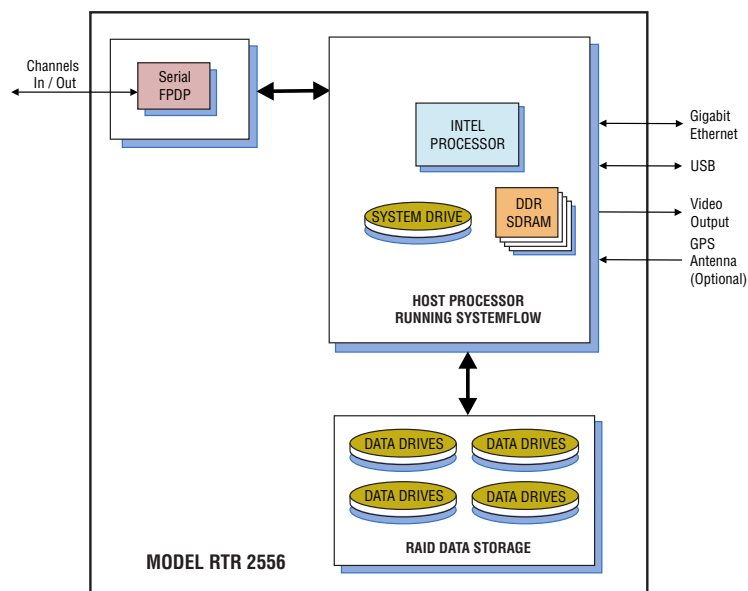 Channels
In / Out
Serial
FPDP
INTEL
PROCESSOR
SYSTEM DRIVE
DDR
SDRAM
HOST PROCESSOR
RUNNING SYSTEMFLOW
Gigabit
Ethernet
USB
Video
Output
GPS
Antenna
(Optional)
DATA DRIVES
DATA DRIVES
DATA DRIVES
DATA DRIVES
RAID DATA STORAGE
MODEL RTR 2556